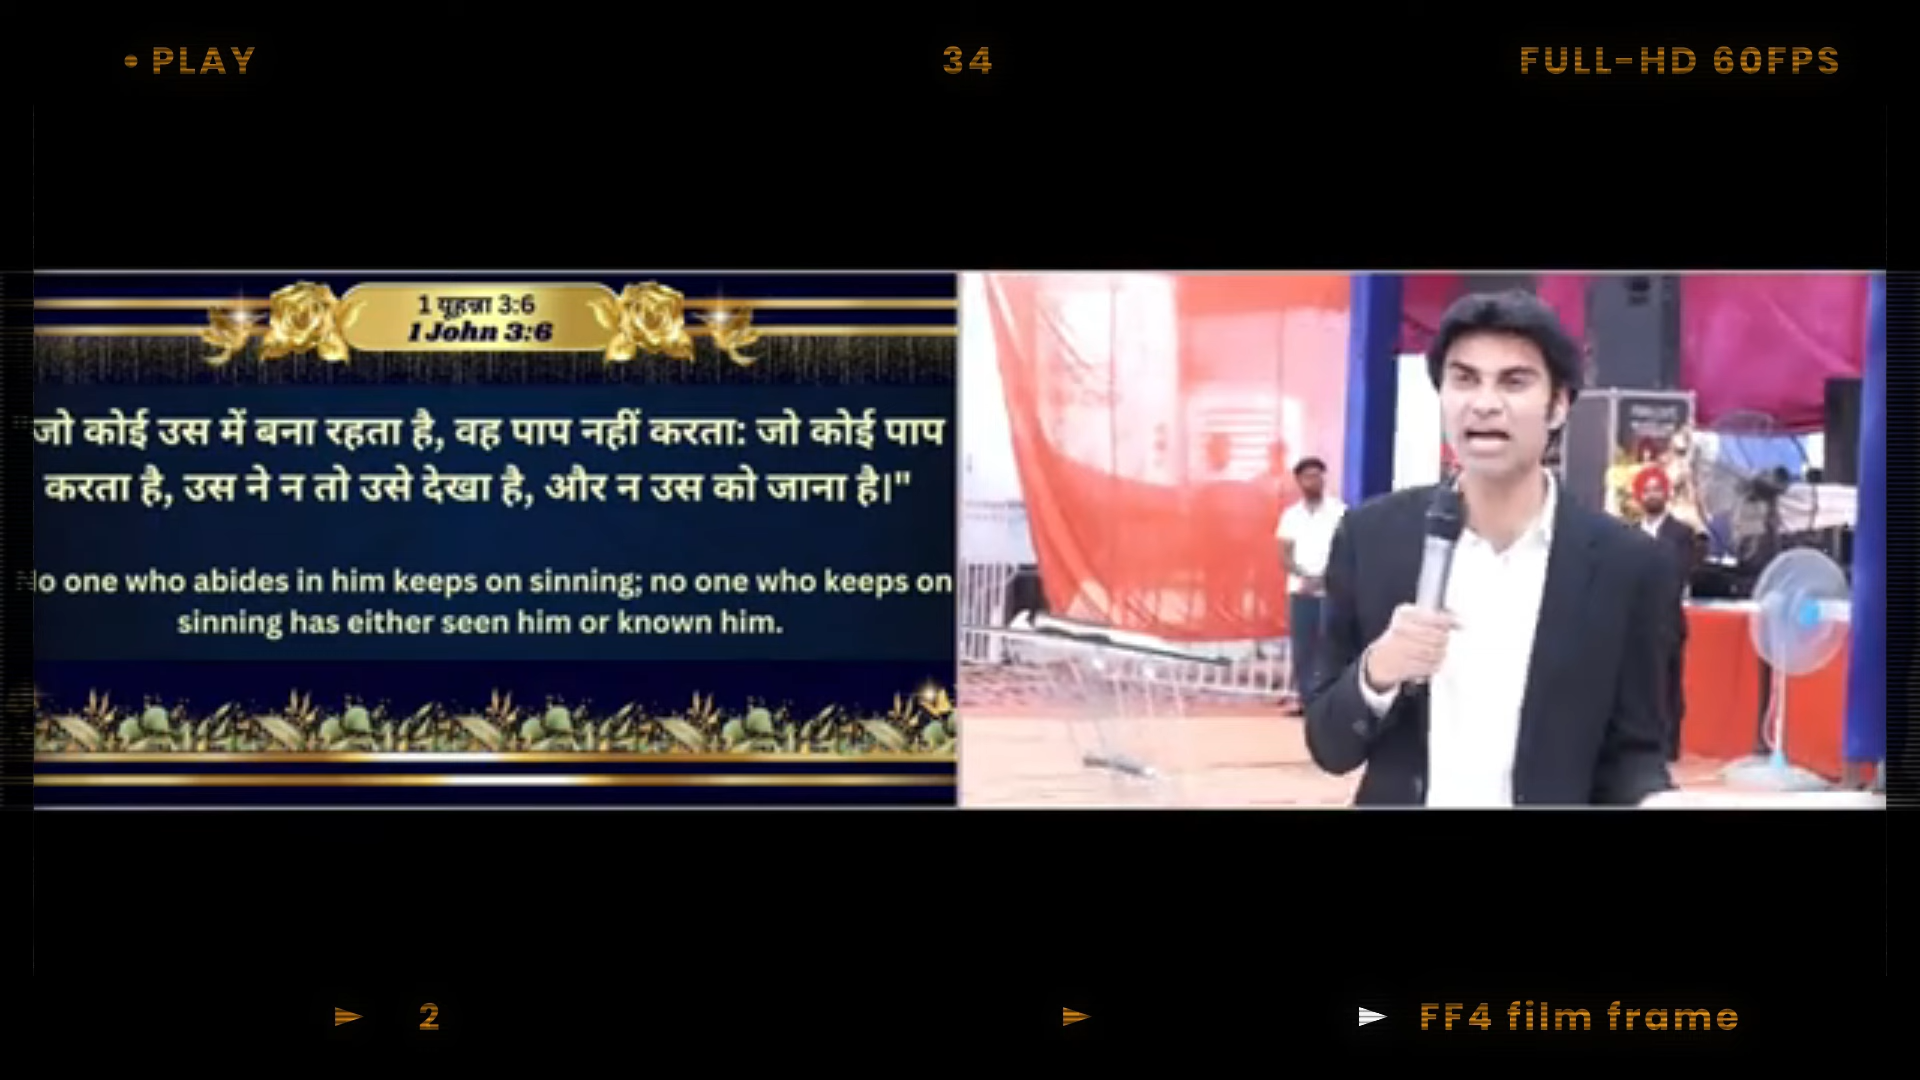 • PLAY
34
FULL-HD 60FPS
1 यूहन्ना 3:6
1 John 3:6
"जो कोई उस में बना रहता है, वह पाप नहीं करता: जो कोई पाप
करता है, उस ने न तो उसे देखा है, और न उस को जाना है।"
No one who abides in him keeps on sinning; no one who keeps on
sinning has either seen him or known him.
2
FF4 film frame